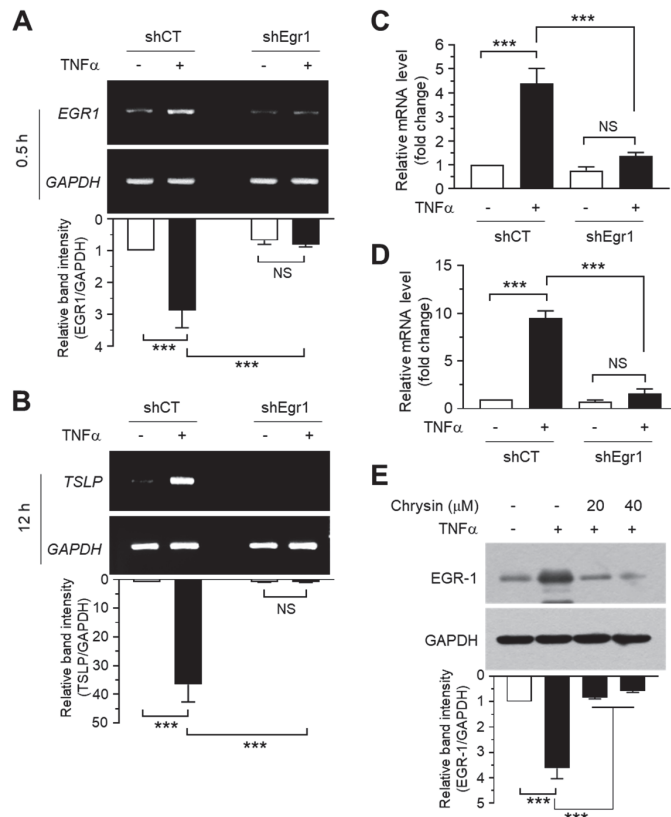 A
shCT shEgr1
TNFα - + - +
0.5 h
EGR1
GAPDH
Relative band intensity
(EGR1/GAPDH)
0
1
2
3
4
NS
***
***
B
shCT shEgr1
TNFα - + - +
12 h
TSLP
GAPDH
Relative band intensity
(TSLP/GAPDH)
0
10
20
30
40
50
NS
***
***
C
Relative mRNA level
(fold change)
6
5
4
3
2
1
0
***
***
NS
TNFα - + - +
shCT shEgr1
D
Relative mRNA level
(fold change)
15
10
5
0
***
***
NS
TNFα - + - +
shCT shEgr1
E
Chrysin (μM) - - 20 40
TNFα - + + +
EGR-1
GAPDH
Relative band intensity
(EGR-1/GAPDH)
0
1
2
3
4
5
***
***